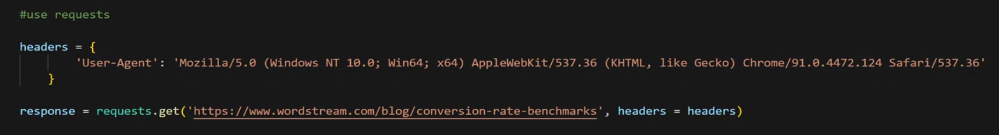 #use requests
headers = {
'User-Agent': 'Mozilla/5.0 (Windows NT 10.0; Win64; x64) AppleWebKit/537.36 (KHTML, like Gecko) Chrome/91.0.4472.124 Safari/537.36'
}
response = requests.get('https://www.wordstream.com/blog/conversion-rate-benchmarks', headers = headers)